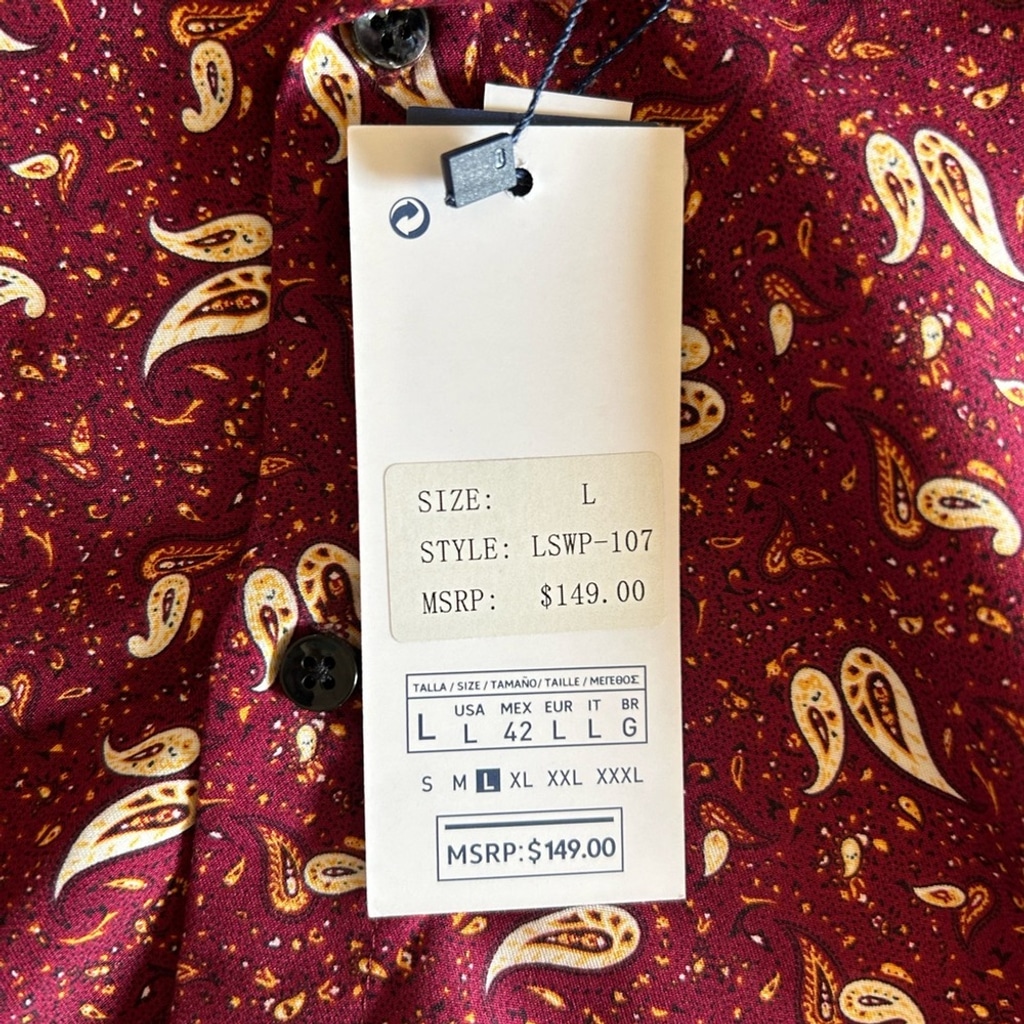 SIZE: L
STYLE: LSWP-107
MSRP: $149.00
TALLA / SIZE / TAMAÑO / TAILLE / ΜΕΓΕΘΟΣ
USA MEX EUR IT BR
L L 42 L L G
S M L XL XXL XXXL
MSRP:$149.00